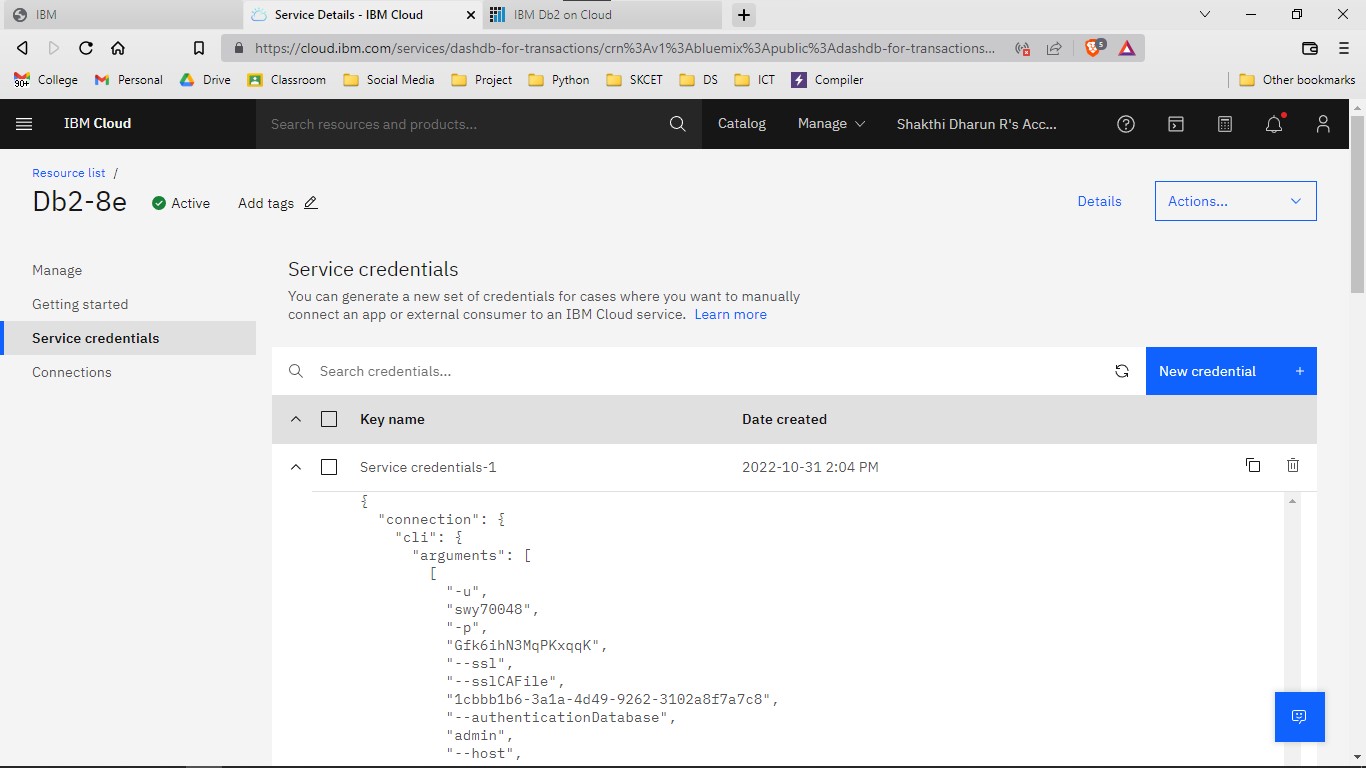 IBM
Service Details - IBM Cloud
IBM Db2 on Cloud
https://cloud.ibm.com/services/dashdb-for-transactions/crn%3Av1%3Abluemix%3Apublic%3Adashdb-for-transactions...
5
90+
College
Personal
Drive
Classroom
Social Media
Project
Python
SKCET
DS
ICT
Compiler
Other bookmarks
IBM Cloud
Search resources and products...
Catalog
Manage
Shakthi Dharun R's Acc...
Resource list /
Db2-8e
Active
Add tags
Details
Actions...
Manage
Getting started
Service credentials
Connections
Service credentials
You can generate a new set of credentials for cases where you want to manually
connect an app or external consumer to an IBM Cloud service. Learn more
Search credentials...
New credential +
Key name
Date created
Service credentials-1
2022-10-31 2:04 PM
{
"connection": {
"cli": {
"arguments": [
[
"-u",
"swy70048",
"-p",
"Gfk6ihN3MqPKxqqK",
"--ssl",
"--sslCAFile",
"1cbbb1b6-3a1a-4d49-9262-3102a8f7a7c8",
"--authenticationDatabase",
"admin",
"--host",